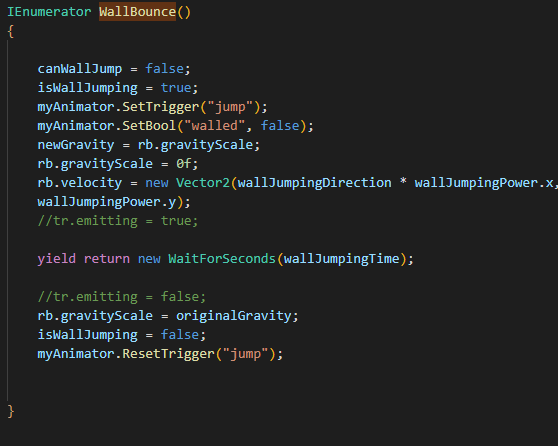 IEnumerator WallBounce()
{
canWallJump = false;
isWallJumping = true;
myAnimator.SetTrigger("jump");
myAnimator.SetBool("walled", false);
newGravity = rb.gravityScale;
rb.gravityScale = 0f;
rb.velocity = new Vector2(wallJumpingDirection * wallJumpingPower.x,
wallJumpingPower.y);
//tr.emitting = true;
yield return new WaitForSeconds(wallJumpingTime);
//tr.emitting = false;
rb.gravityScale = originalGravity;
isWallJumping = false;
myAnimator.ResetTrigger("jump");
}